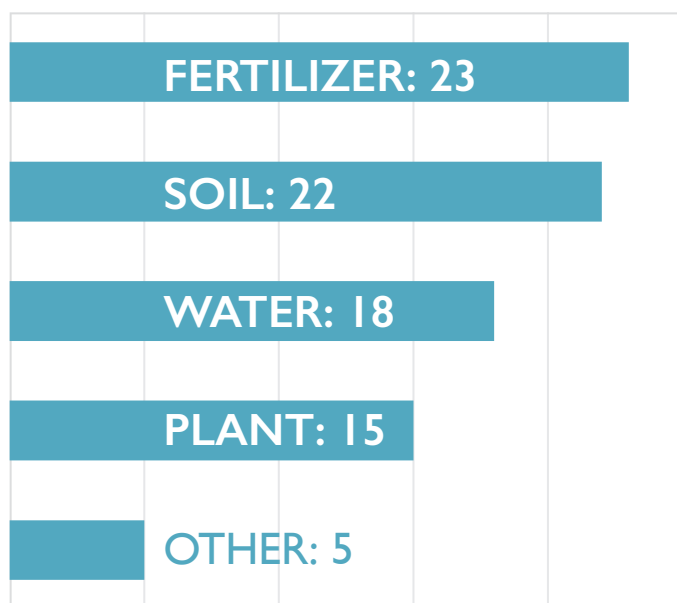 FERTILIZER: 23
SOIL: 22
WATER: 18
PLANT: 15
OTHER: 5